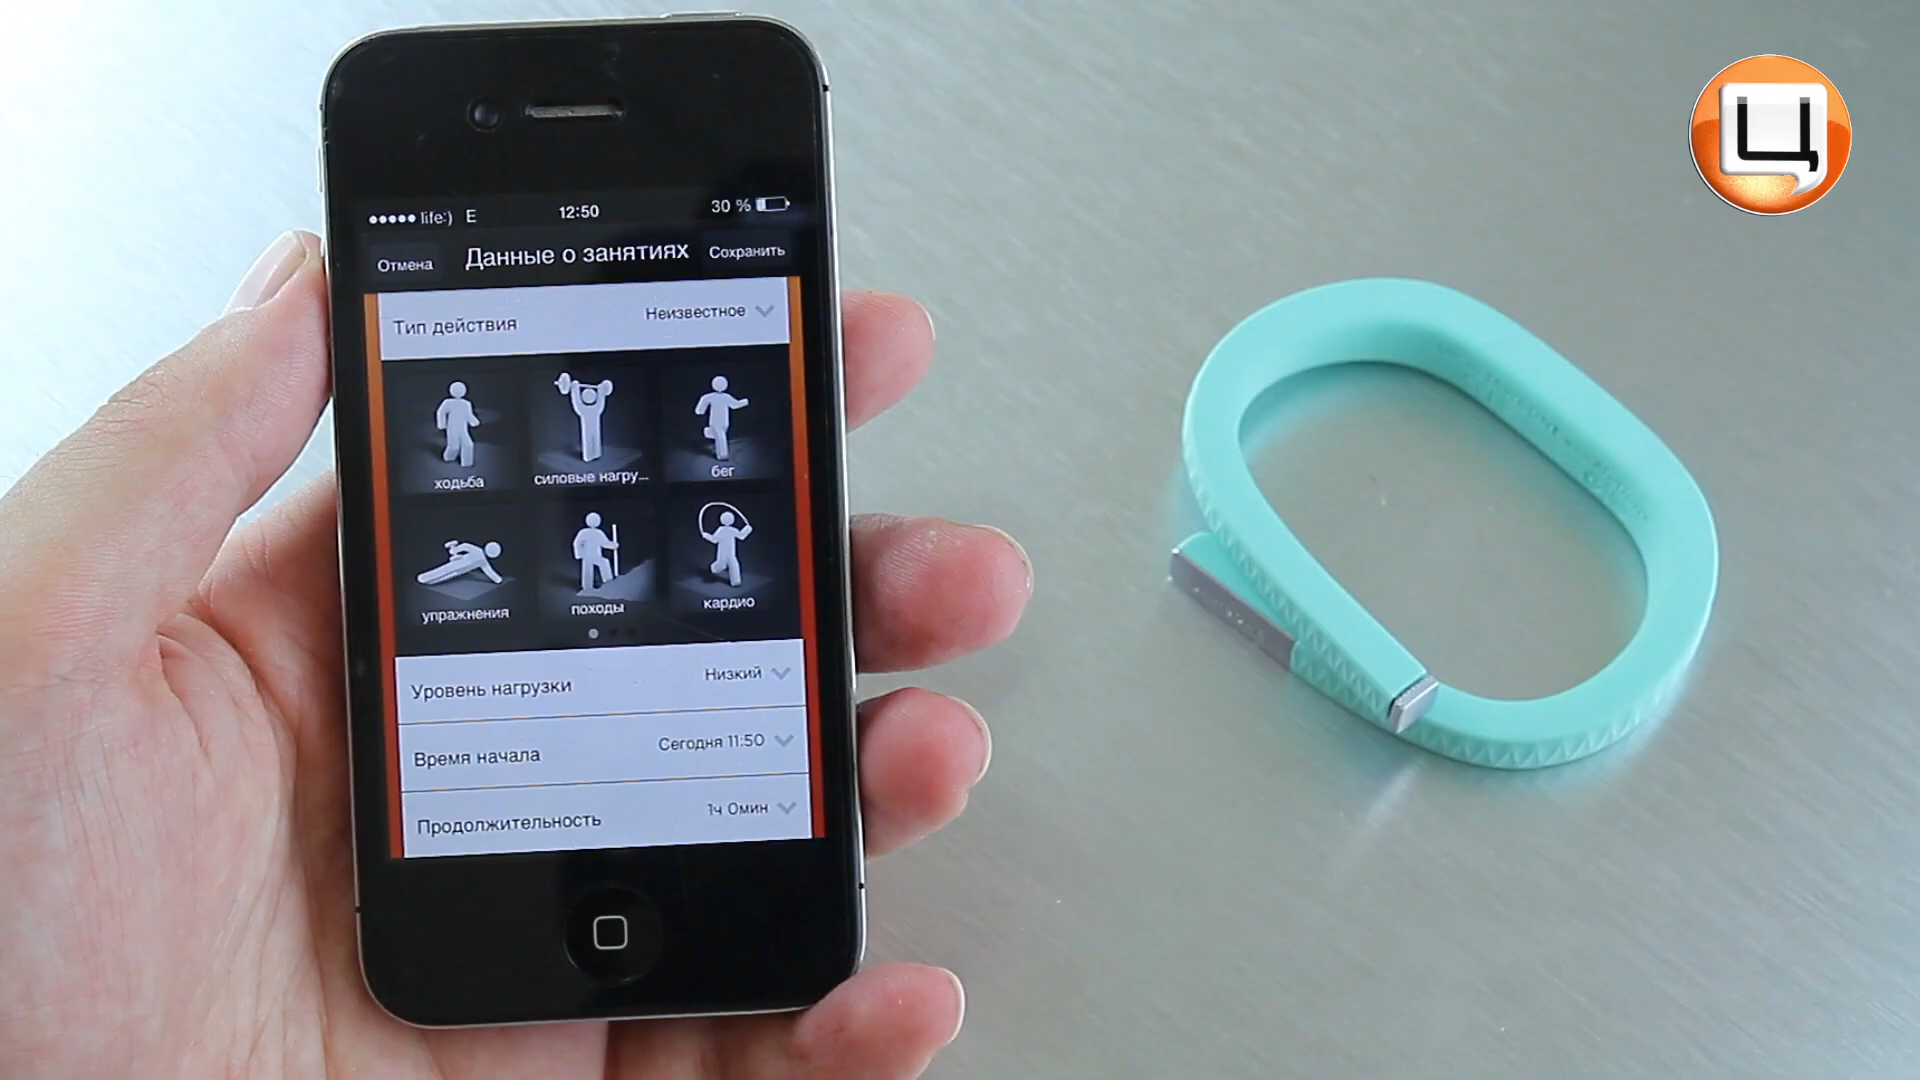 life:) E 12:50 30 %
Отмена Данные о занятиях Сохранить
Тип действия Неизвестное
ходьба силовые нагру... бег
упражнения походы кардио
Уровень нагрузки Низкий
Время начала Сегодня 11:50
Продолжительность 1ч 0мин
Ц